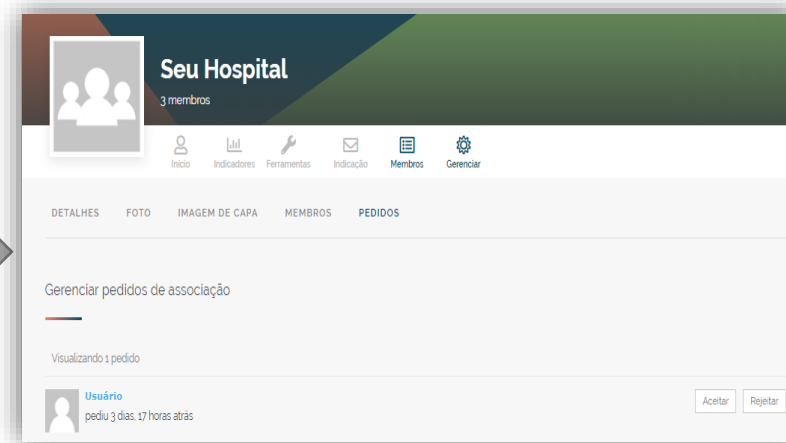 Seu Hospital
3 membros
Início Indicadores Ferramentas Indicação Membros Gerenciar
DETALHES FOTO IMAGEM DE CAPA MEMBROS PEDIDOS
Gerenciar pedidos de associação
Visualizando 1 pedido
Usuário
pediu 3 dias, 17 horas atrás
Aceitar Rejeitar